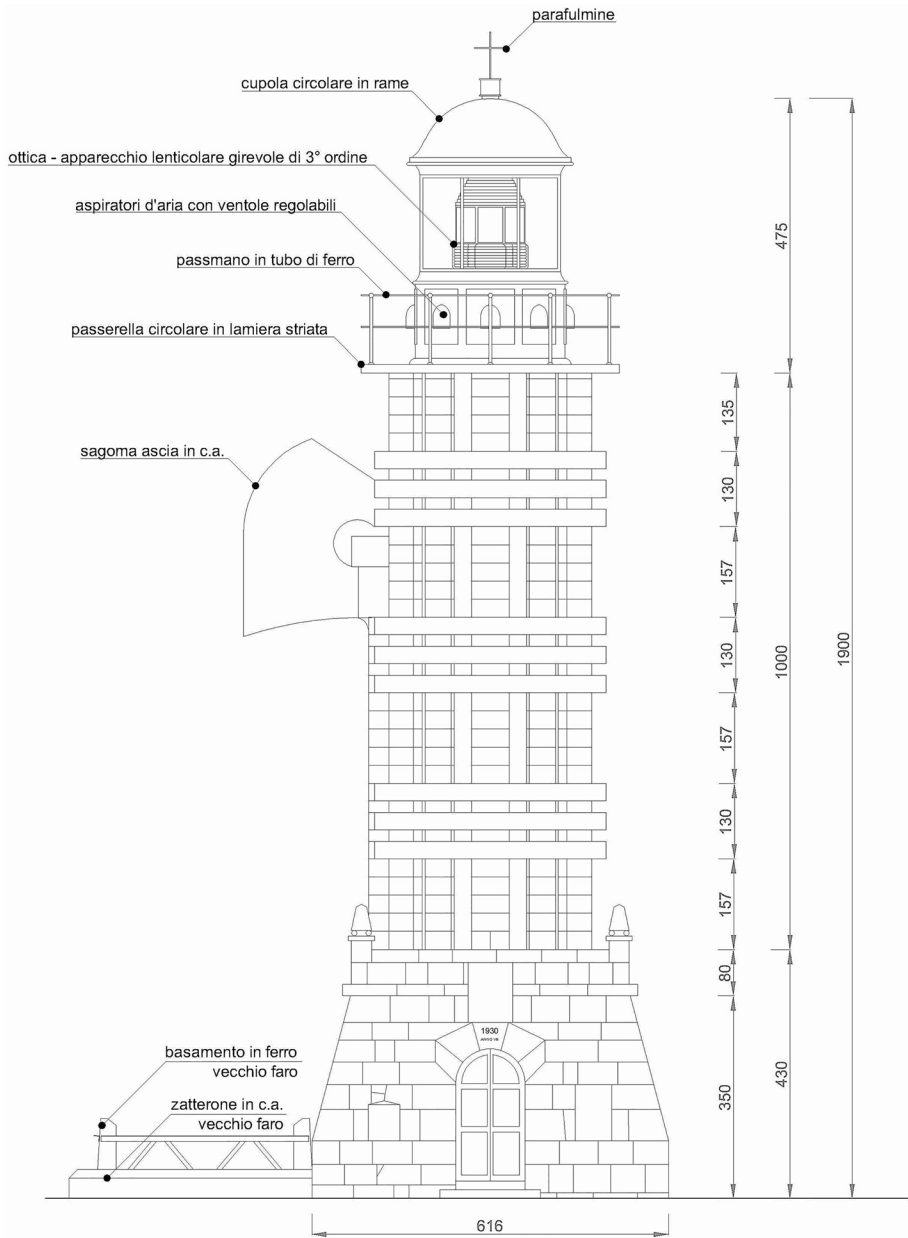 parafulmine
cupola circolare in rame
ottica - apparecchio lenticolare girevole di 3° ordine
aspiratori d'aria con ventole regolabili
passmano in tubo di ferro
passerella circolare in lamiera striata
sagoma ascia in c.a.
475
135
130
157
130
1000
1900
157
130
157
80
1930
ANNO VIII
basamento in ferro
vecchio faro
350
430
zatterone in c.a.
vecchio faro
616